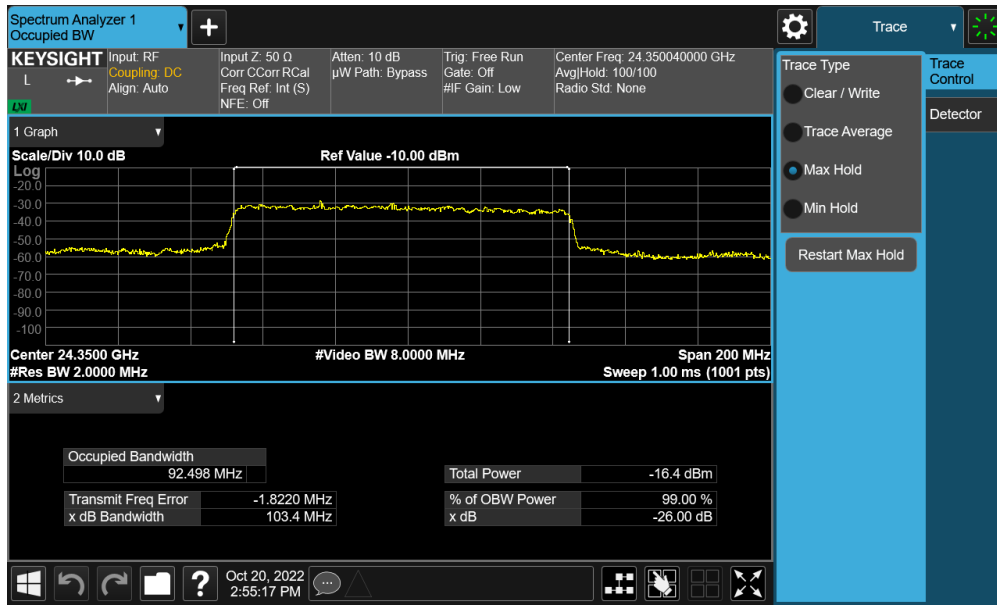 Spectrum Analyzer 1
Occupied BW
+
Trace
KEYSIGHT
L
LXI
Input: RF
Coupling: DC
Align: Auto
Input Z: 50 Ω
Corr CCorr RCal
Freq Ref: Int (S)
NFE: Off
Atten: 10 dB
µW Path: Bypass
Trig: Free Run
Gate: Off
#IF Gain: Low
Center Freq: 24.350040000 GHz
Avg|Hold: 100/100
Radio Std: None
Trace Type
Clear / Write
Trace Average
Max Hold
Min Hold
Restart Max Hold
Trace
Control
Detector
1 Graph
Scale/Div 10.0 dB
Ref Value -10.00 dBm
Log
-20.0
-30.0
-40.0
-50.0
-60.0
-70.0
-80.0
-90.0
-100
Center 24.3500 GHz
#Video BW 8.0000 MHz
Span 200 MHz
#Res BW 2.0000 MHz
Sweep 1.00 ms (1001 pts)
2 Metrics
Occupied Bandwidth
92.498 MHz
Total Power -16.4 dBm
Transmit Freq Error -1.8220 MHz
% of OBW Power 99.00 %
x dB Bandwidth 103.4 MHz
x dB -26.00 dB
?
Oct 20, 2022
2:55:17 PM